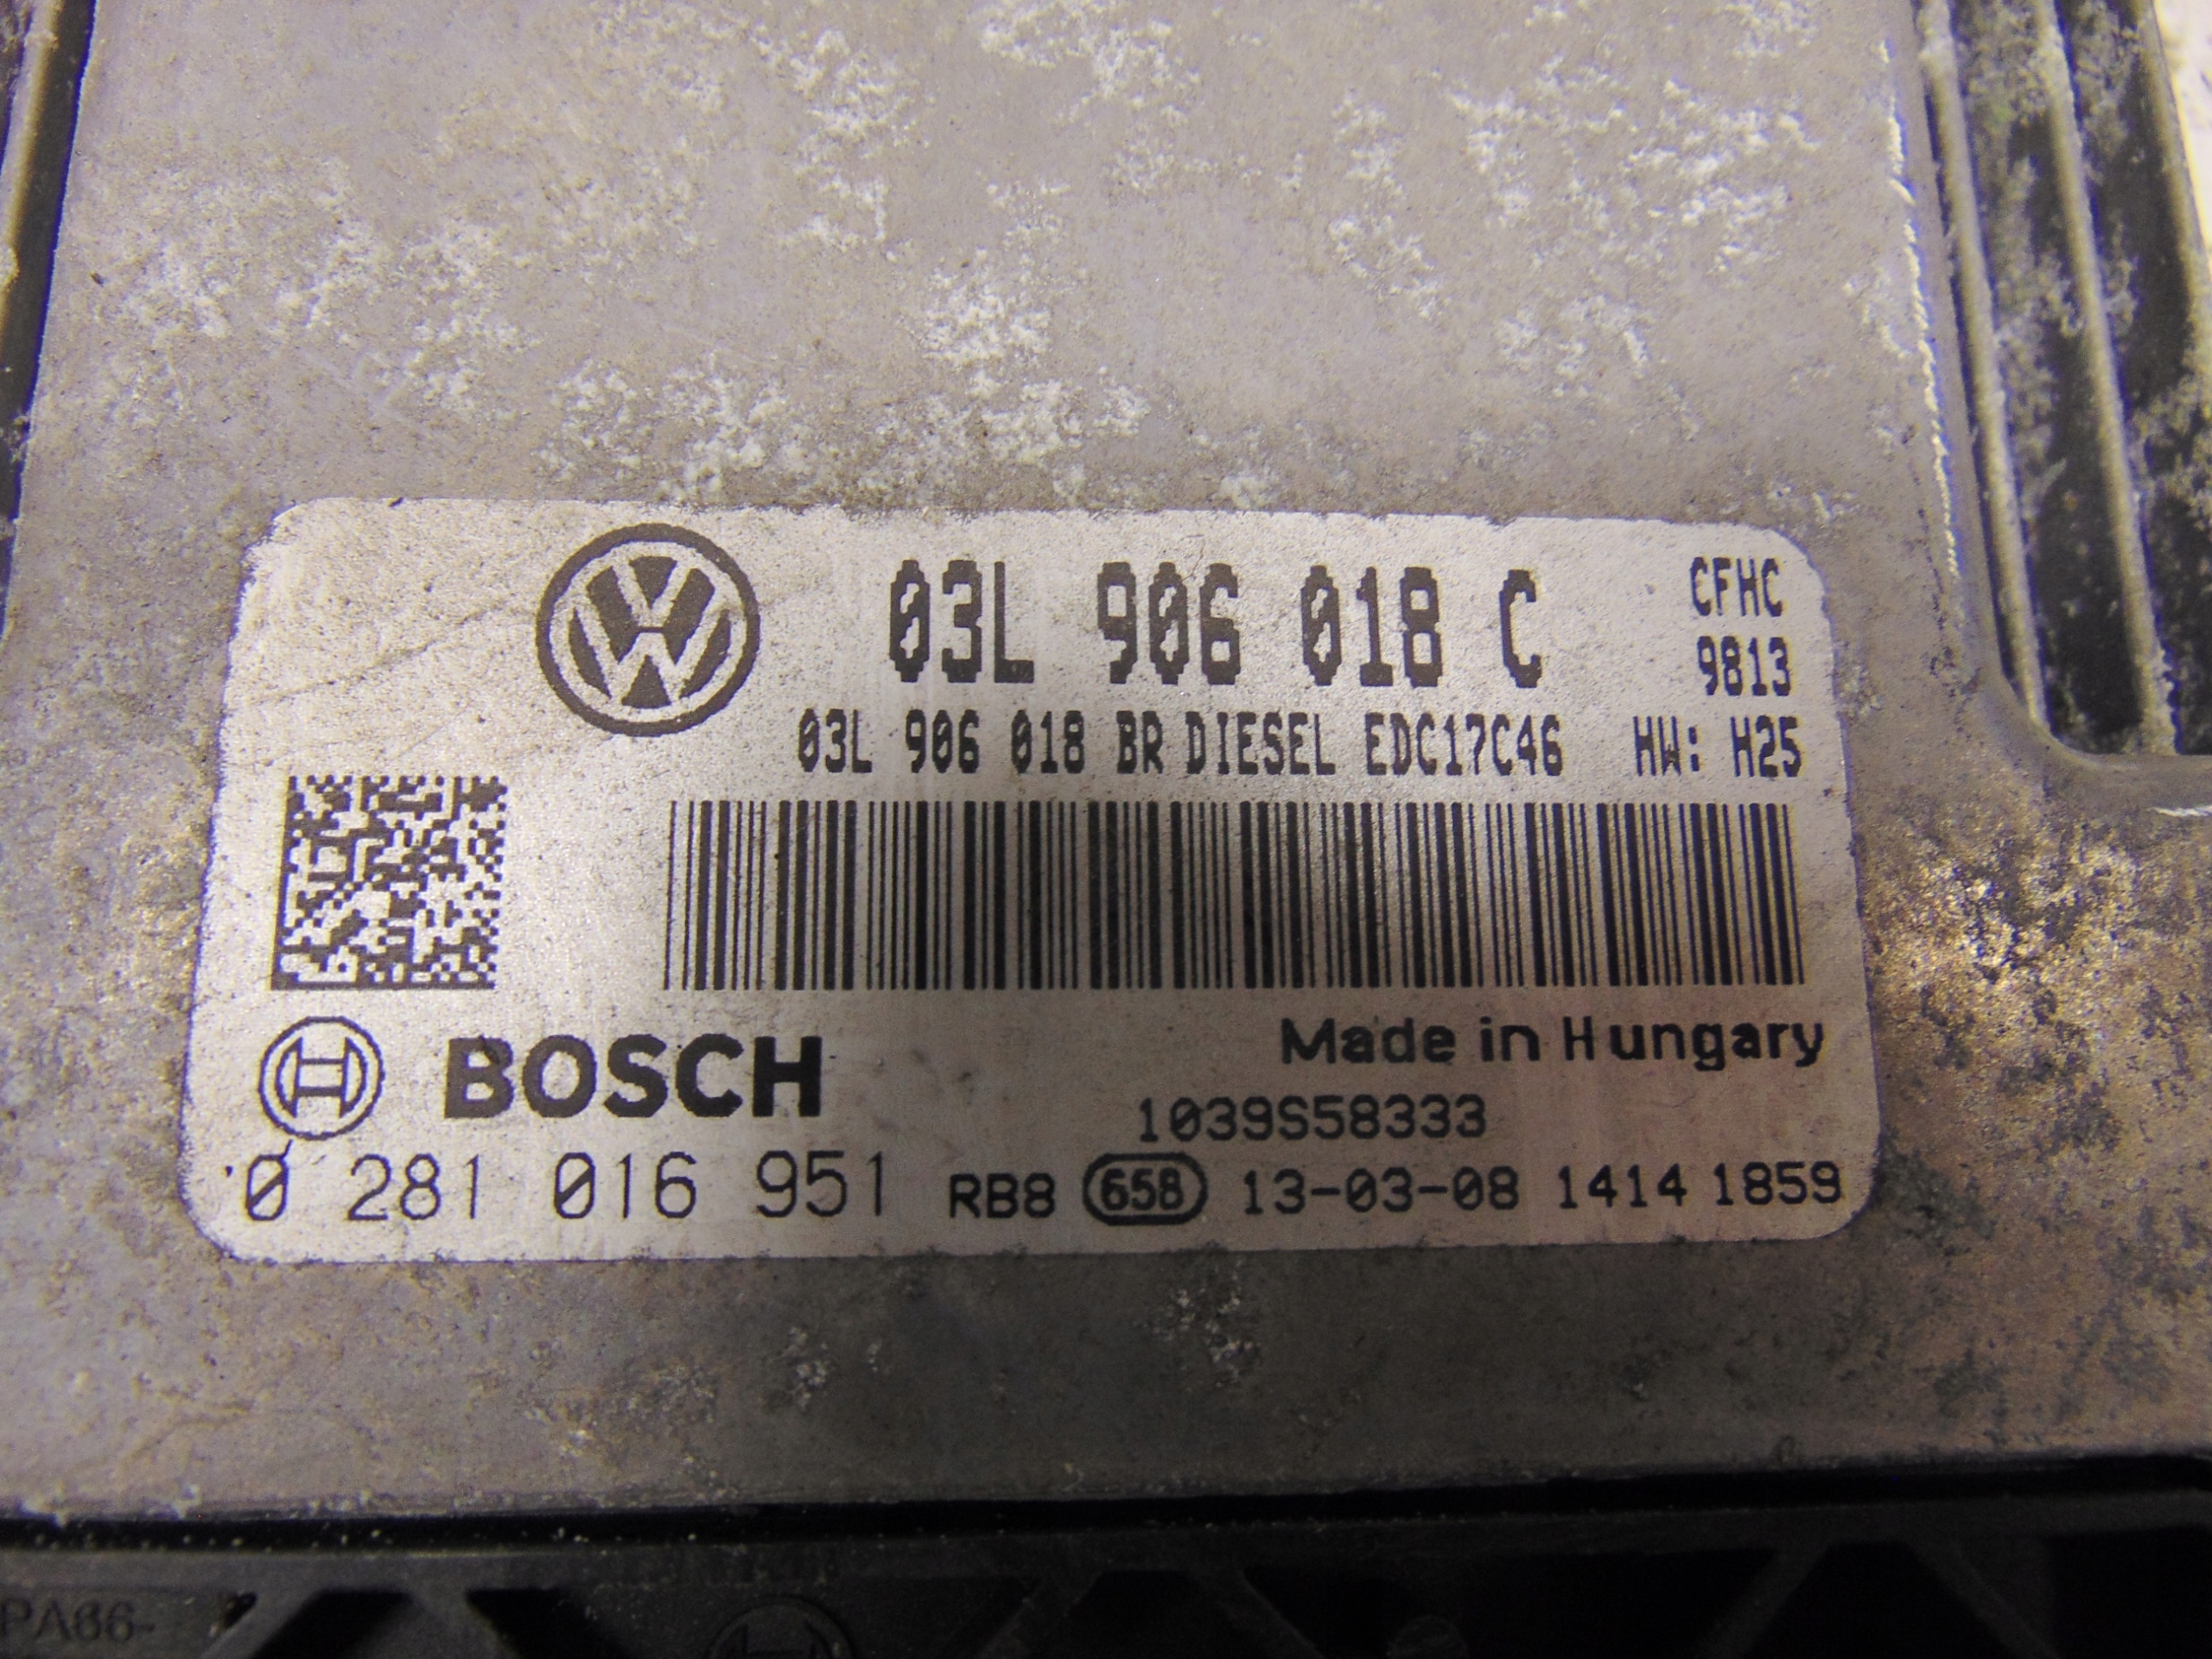 03L 906 018 C CFHC
9813
03L 906 018 BR DIESEL EDC17C46 HW: H25
BOSCH Made in Hungary
1039S58333
0 281 016 951 RB8 658 13-03-08 1414 1859
PA66-